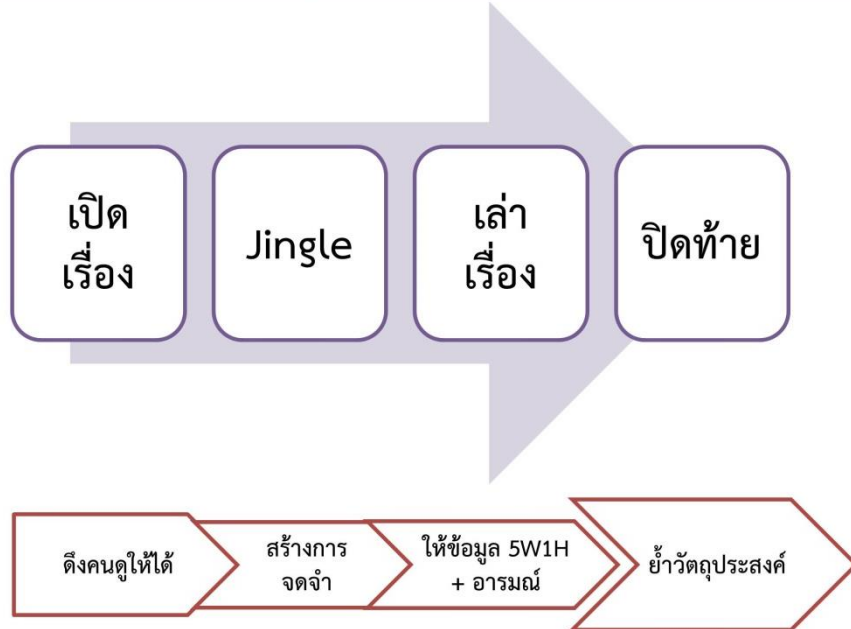 เปิด
เรื่อง
Jingle
เล่า
เรื่อง
ปิดท้าย
ดึงคนดูให้ได้
สร้างการ
จดจำ
ให้ข้อมูล 5W1H
+ อารมณ์
ย้ำวัตถุประสงค์